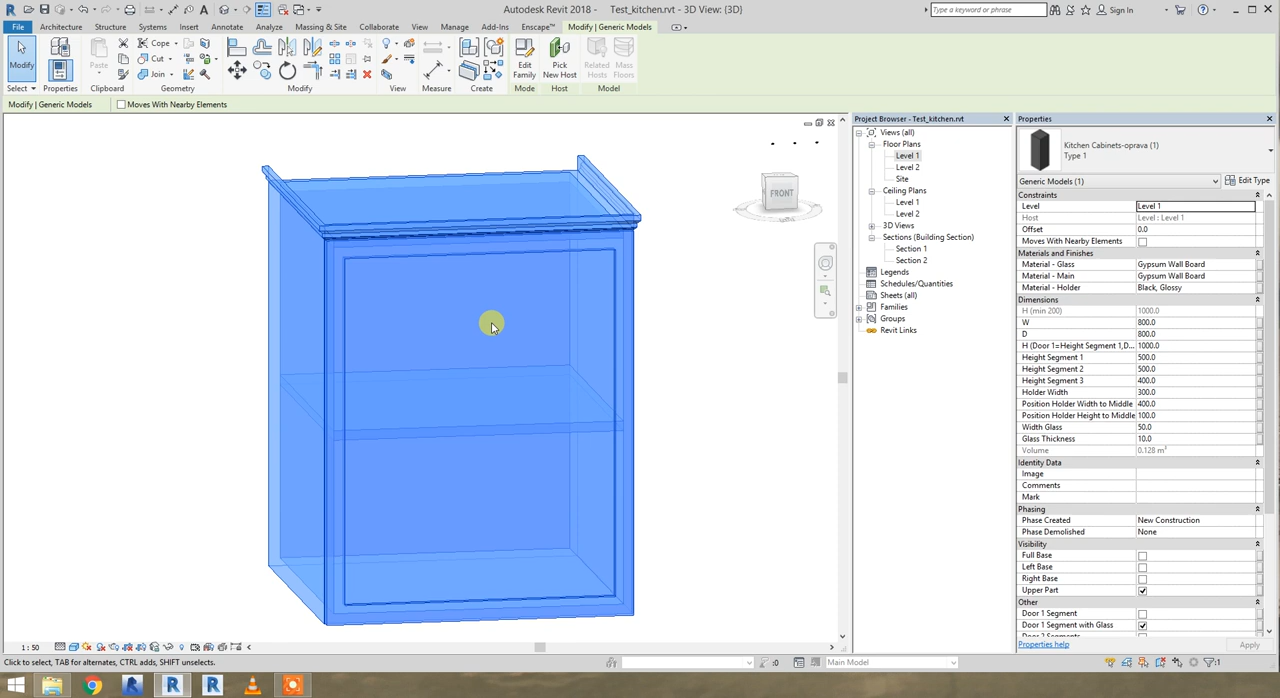 Autodesk Revit 2018 - Test_kitchen.rvt - 3D View: {3D}
Type a keyword or phrase
Sign In
File Architecture Structure Systems Insert Annotate Analyze Massing & Site Collaborate View Manage Add-Ins Enscape™ Modify | Generic Models
Modify
Paste
Cope
Cut
Join
Edit
Family
Pick
New Host
Related
Hosts
Mass
Floors
Select Properties Clipboard Geometry Modify View Measure Create Mode Host Model
Modify | Generic Models Moves With Nearby Elements
FRONT
Project Browser - Test_kitchen.rvt
Views (all)
Floor Plans
Level 1
Level 2
Site
Ceiling Plans
Level 1
Level 2
3D Views
Sections (Building Section)
Section 1
Section 2
Legends
Schedules/Quantities
Sheets (all)
Families
Groups
Revit Links
Properties
Kitchen Cabinets-oprava (1)
Type 1
Generic Models (1) Edit Type
Constraints
Level Level 1
Host Level : Level 1
Offset 0.0
Moves With Nearby Elements
Materials and Finishes
Material - Glass Gypsum Wall Board
Material - Main Gypsum Wall Board
Material - Holder Black, Glossy
Dimensions
H (min 200) 1000.0
W 800.0
D 800.0
H (Door 1=Height Segment 1,D... 1000.0
Height Segment 1 500.0
Height Segment 2 500.0
Height Segment 3 400.0
Holder Width 300.0
Position Holder Width to Middle 400.0
Position Holder Height to Middle 100.0
Width Glass 50.0
Glass Thickness 10.0
Volume 0.128 m³
Identity Data
Image
Comments
Mark
Phasing
Phase Created New Construction
Phase Demolished None
Visibility
Full Base
Left Base
Right Base
Upper Part
Other
Door 1 Segment
Door 1 Segment with Glass
Properties help Apply
1 : 50
Click to select, TAB for alternates, CTRL adds, SHIFT unselects.
:0
Main Model
:1